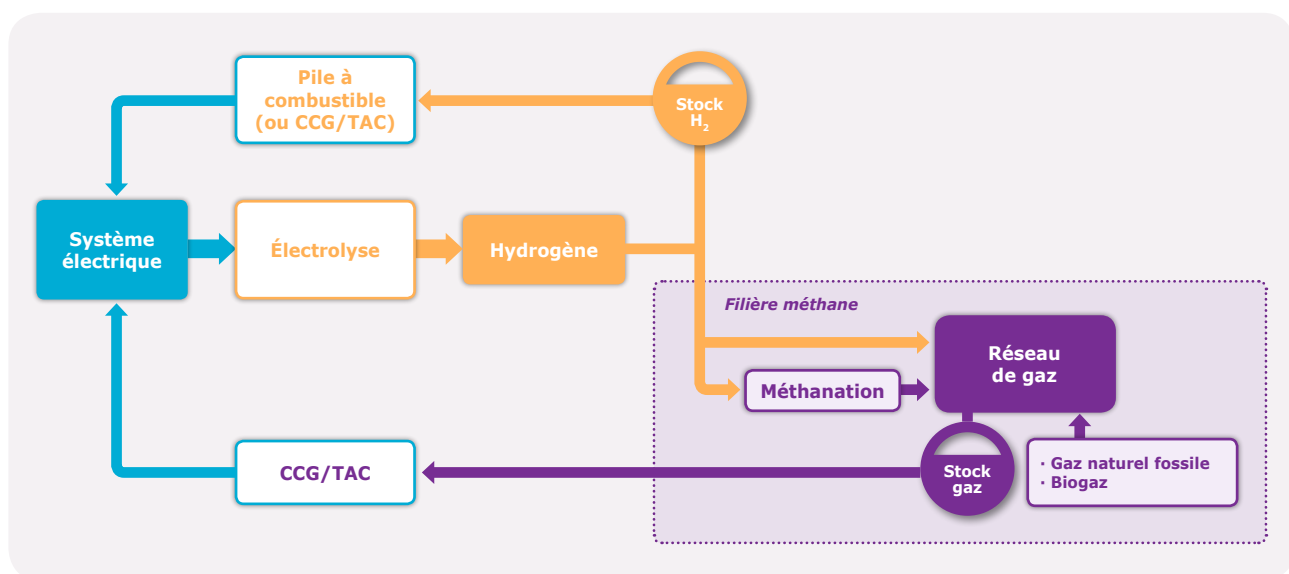 Pile à
combustible
(ou CCG/TAC)
Stock
H₂
Système
électrique
Électrolyse
Hydrogène
Filière méthane
Réseau
de gaz
Méthanation
CCG/TAC
Stock
gaz
· Gaz naturel fossile
· Biogaz